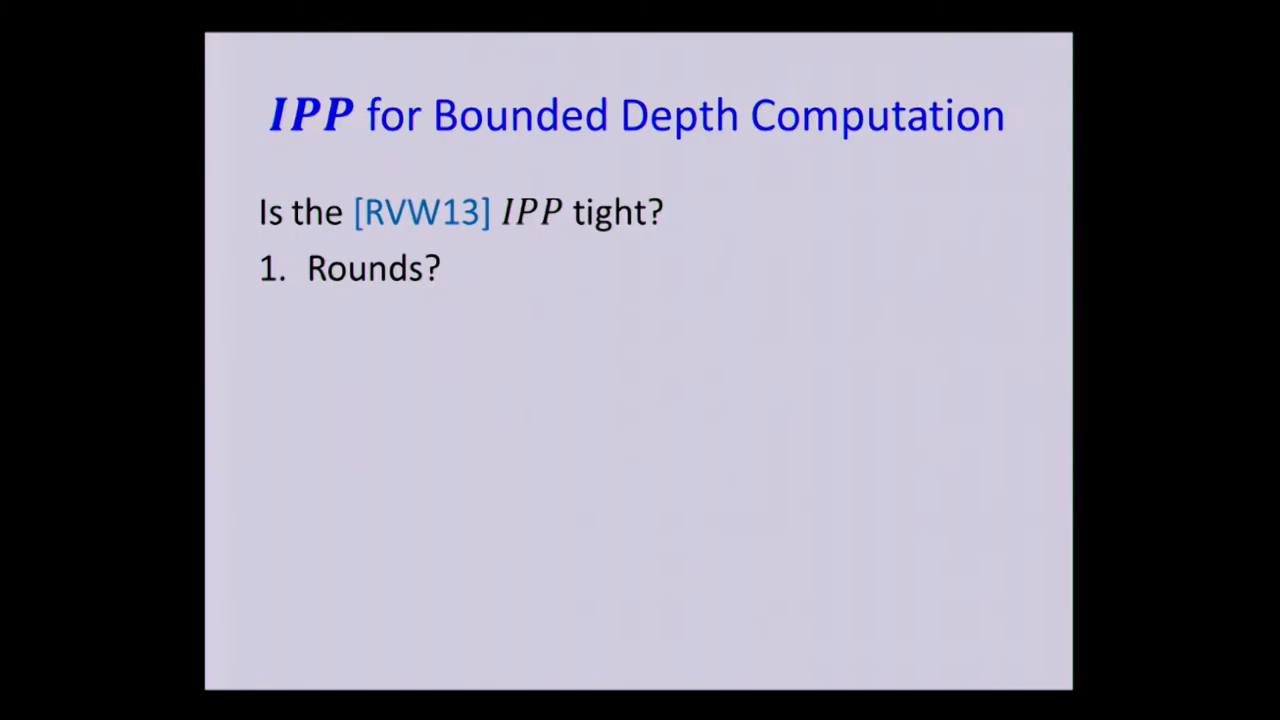 IPP for Bounded Depth Computation
Is the [RVW13] IPP tight?
1. Rounds?